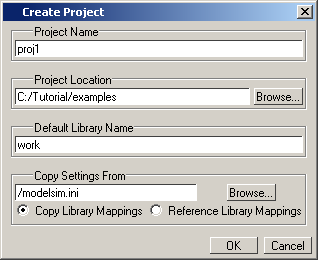 Create Project
Project Name
proj1
Project Location
C:/Tutorial/examples
Browse...
Default Library Name
work
Copy Settings From
/modelsim.ini
Browse...
Copy Library Mappings
Reference Library Mappings
OK
Cancel